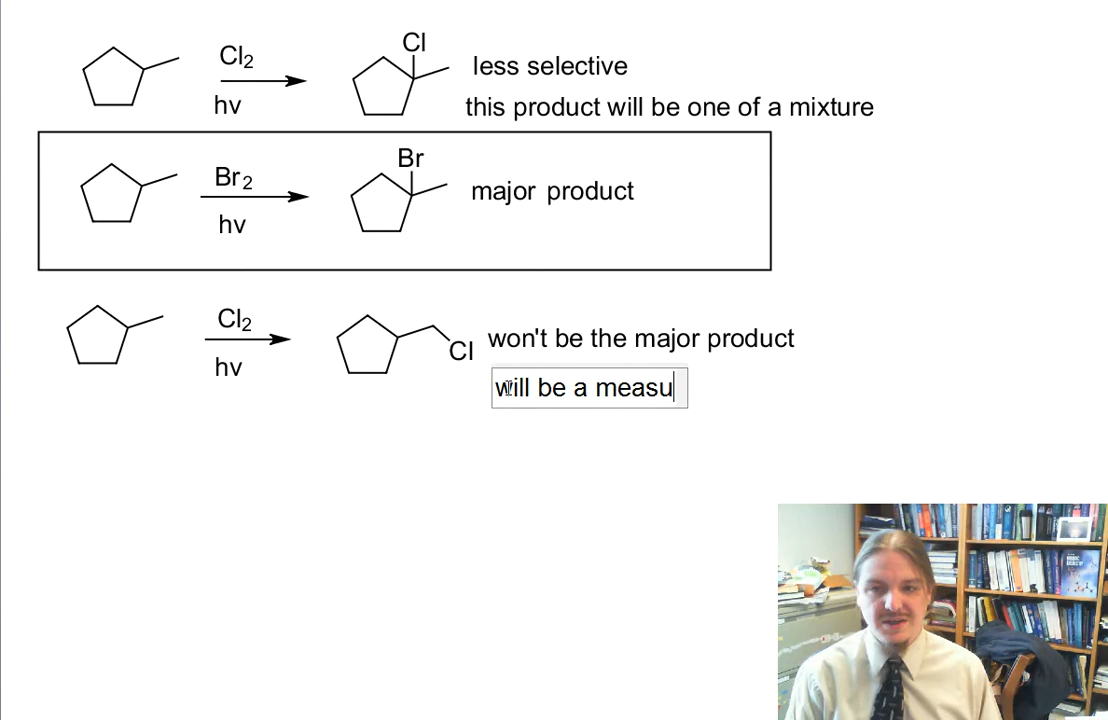 Cl
Cl2
less selective
hv
this product will be one of a mixture
Br
Br2
major product
hv
Cl2
won't be the major product
Cl
hv
will be a measu